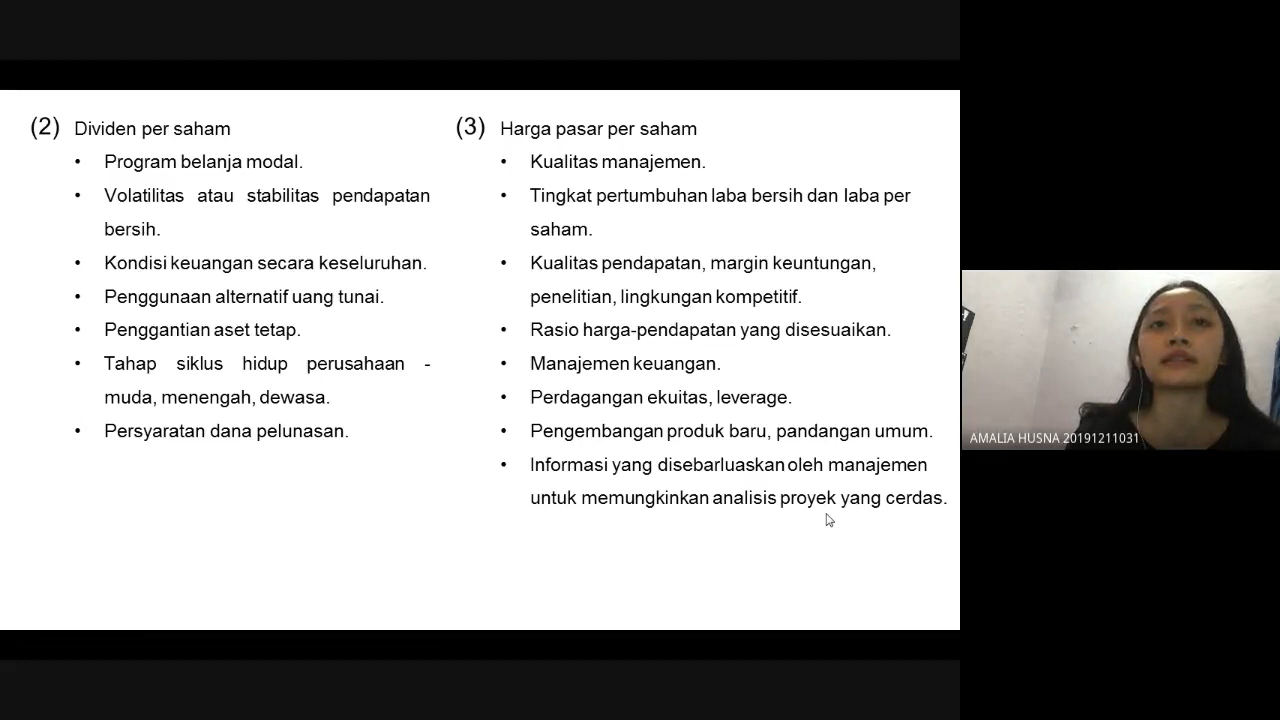 (2) Dividen per saham
• Program belanja modal.
• Volatilitas atau stabilitas pendapatan
bersih.
• Kondisi keuangan secara keseluruhan.
• Penggunaan alternatif uang tunai.
• Penggantian aset tetap.
• Tahap siklus hidup perusahaan -
muda, menengah, dewasa.
• Persyaratan dana pelunasan.
(3) Harga pasar per saham
• Kualitas manajemen.
• Tingkat pertumbuhan laba bersih dan laba per
saham.
• Kualitas pendapatan, margin keuntungan,
penelitian, lingkungan kompetitif.
• Rasio harga-pendapatan yang disesuaikan.
• Manajemen keuangan.
• Perdagangan ekuitas, leverage.
• Pengembangan produk baru, pandangan umum.
• Informasi yang disebarluaskan oleh manajemen
untuk memungkinkan analisis proyek yang cerdas.
AMALIA HUSNA 20191211031